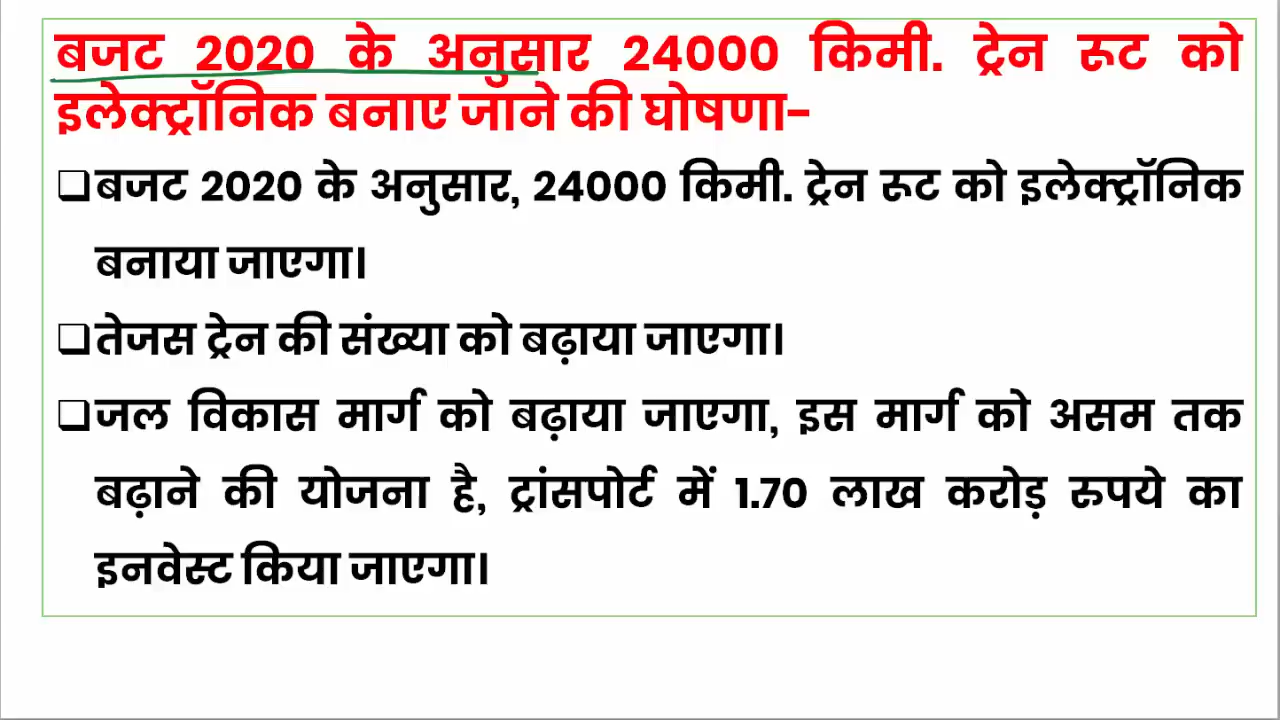 बजट 2020 के अनुसार 24000 किमी. ट्रेन रूट को
इलेक्ट्रॉनिक बनाए जाने की घोषणा-
❑बजट 2020 के अनुसार, 24000 किमी. ट्रेन रूट को इलेक्ट्रॉनिक
बनाया जाएगा।
❑तेजस ट्रेन की संख्या को बढ़ाया जाएगा।
❑जल विकास मार्ग को बढ़ाया जाएगा, इस मार्ग को असम तक
बढ़ाने की योजना है, ट्रांसपोर्ट में 1.70 लाख करोड़ रुपये का
इनवेस्ट किया जाएगा।